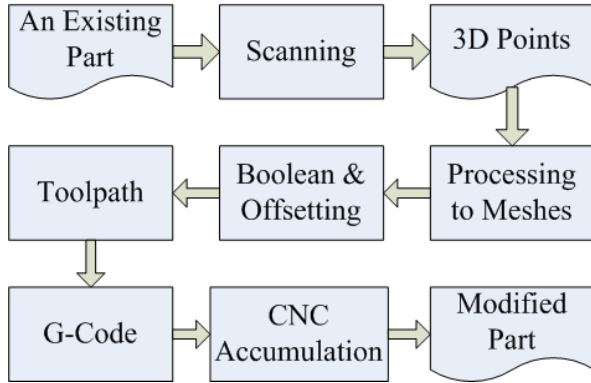 An Existing
Part
Scanning
3D Points
Processing
to Meshes
Boolean &
Offsetting
Toolpath
G-Code
CNC
Accumulation
Modified
Part